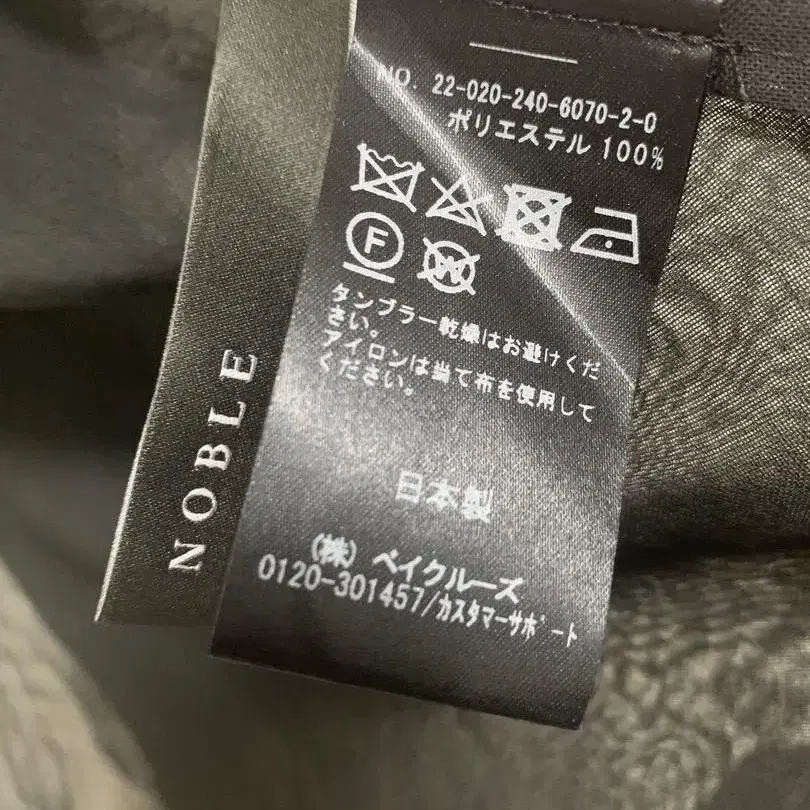 NO. 22-020-240-6070-2-0
ポリエステル 100%
F
W
タンブラー乾燥はお避けくだ
さい。
アイロンは当て布を使用して
ください。
日本製
(株) ベイクルーズ
0120-301457/カスタマーサポート
NOBLE